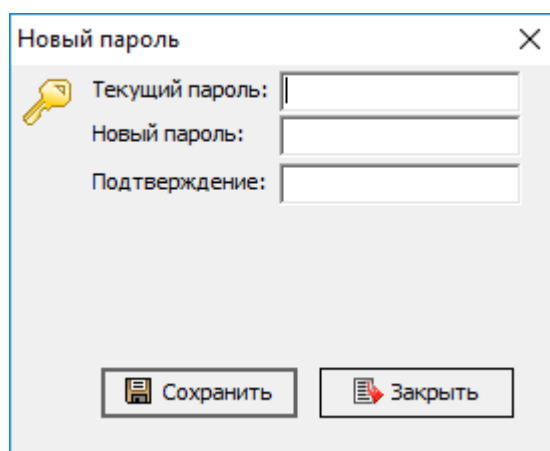 Новый пароль
Текущий пароль:
Новый пароль:
Подтверждение:
Сохранить
Закрыть